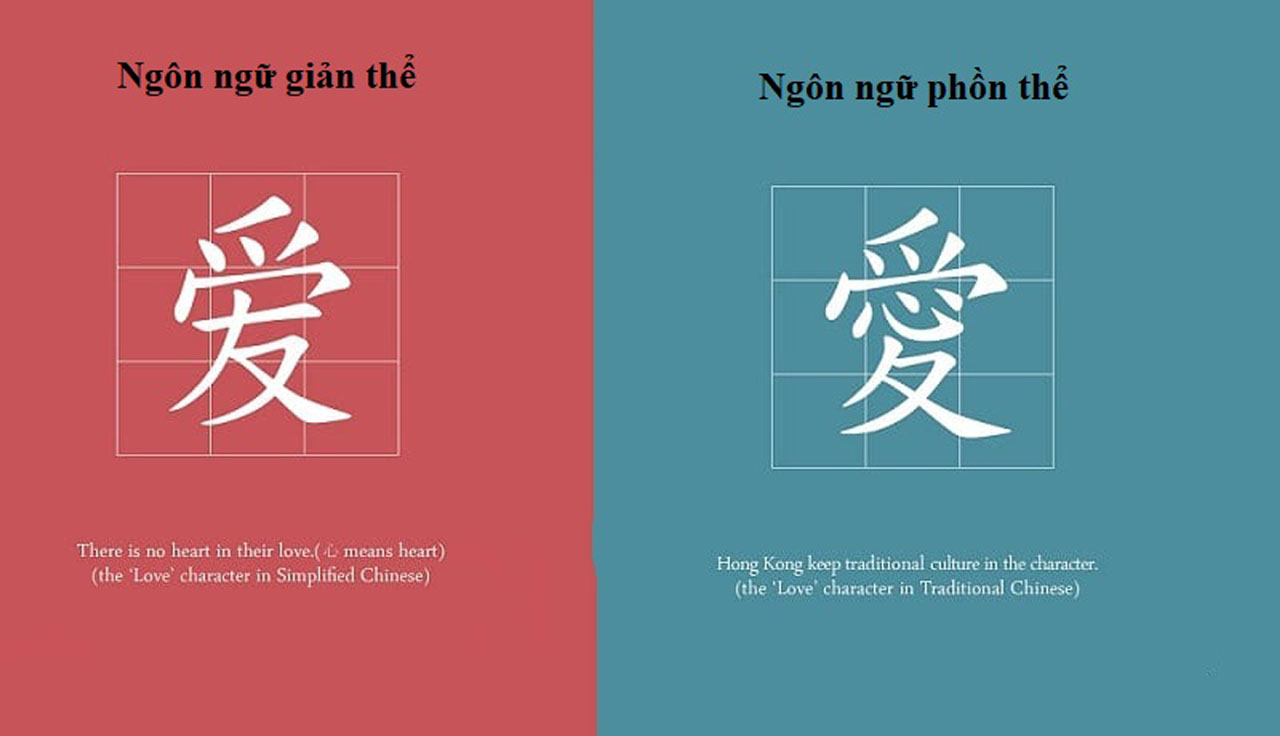 Ngôn ngữ giản thể
爱
There is no heart in their love.(心 means heart)
(the ‘Love’ character in Simplified Chinese)
Ngôn ngữ phồn thể
愛
Hong Kong keep traditional culture in the character.
(the ‘Love’ character in Traditional Chinese)